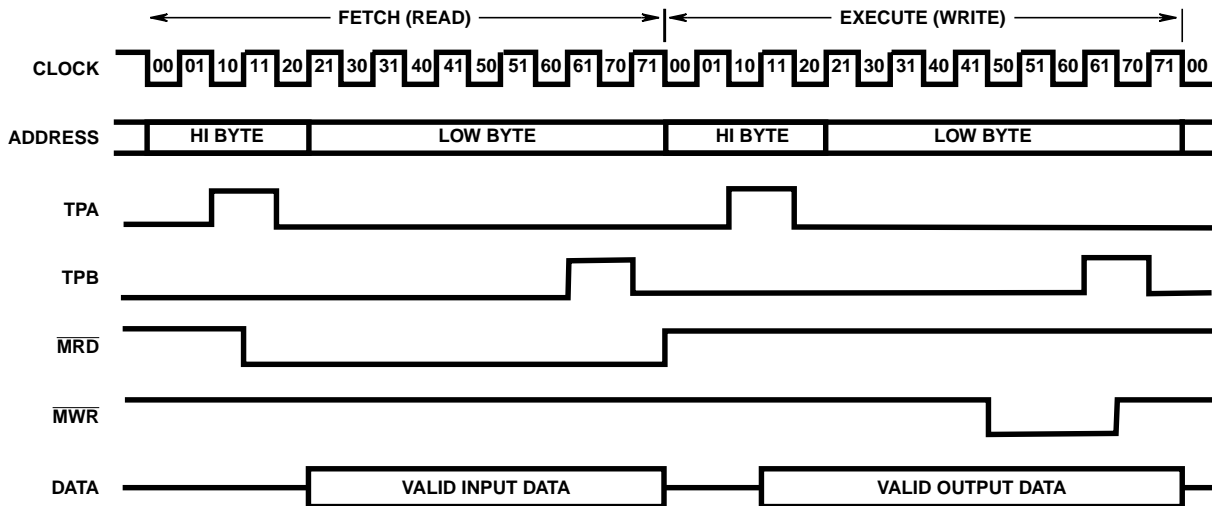 FETCH (READ) EXECUTE (WRITE)
CLOCK 00 01 10 11 20 21 30 31 40 41 50 51 60 61 70 71 00 01 10 11 20 21 30 31 40 41 50 51 60 61 70 71 00
ADDRESS HI BYTE LOW BYTE HI BYTE LOW BYTE
TPA
TPB
MRD
MWR
DATA VALID INPUT DATA VALID OUTPUT DATA